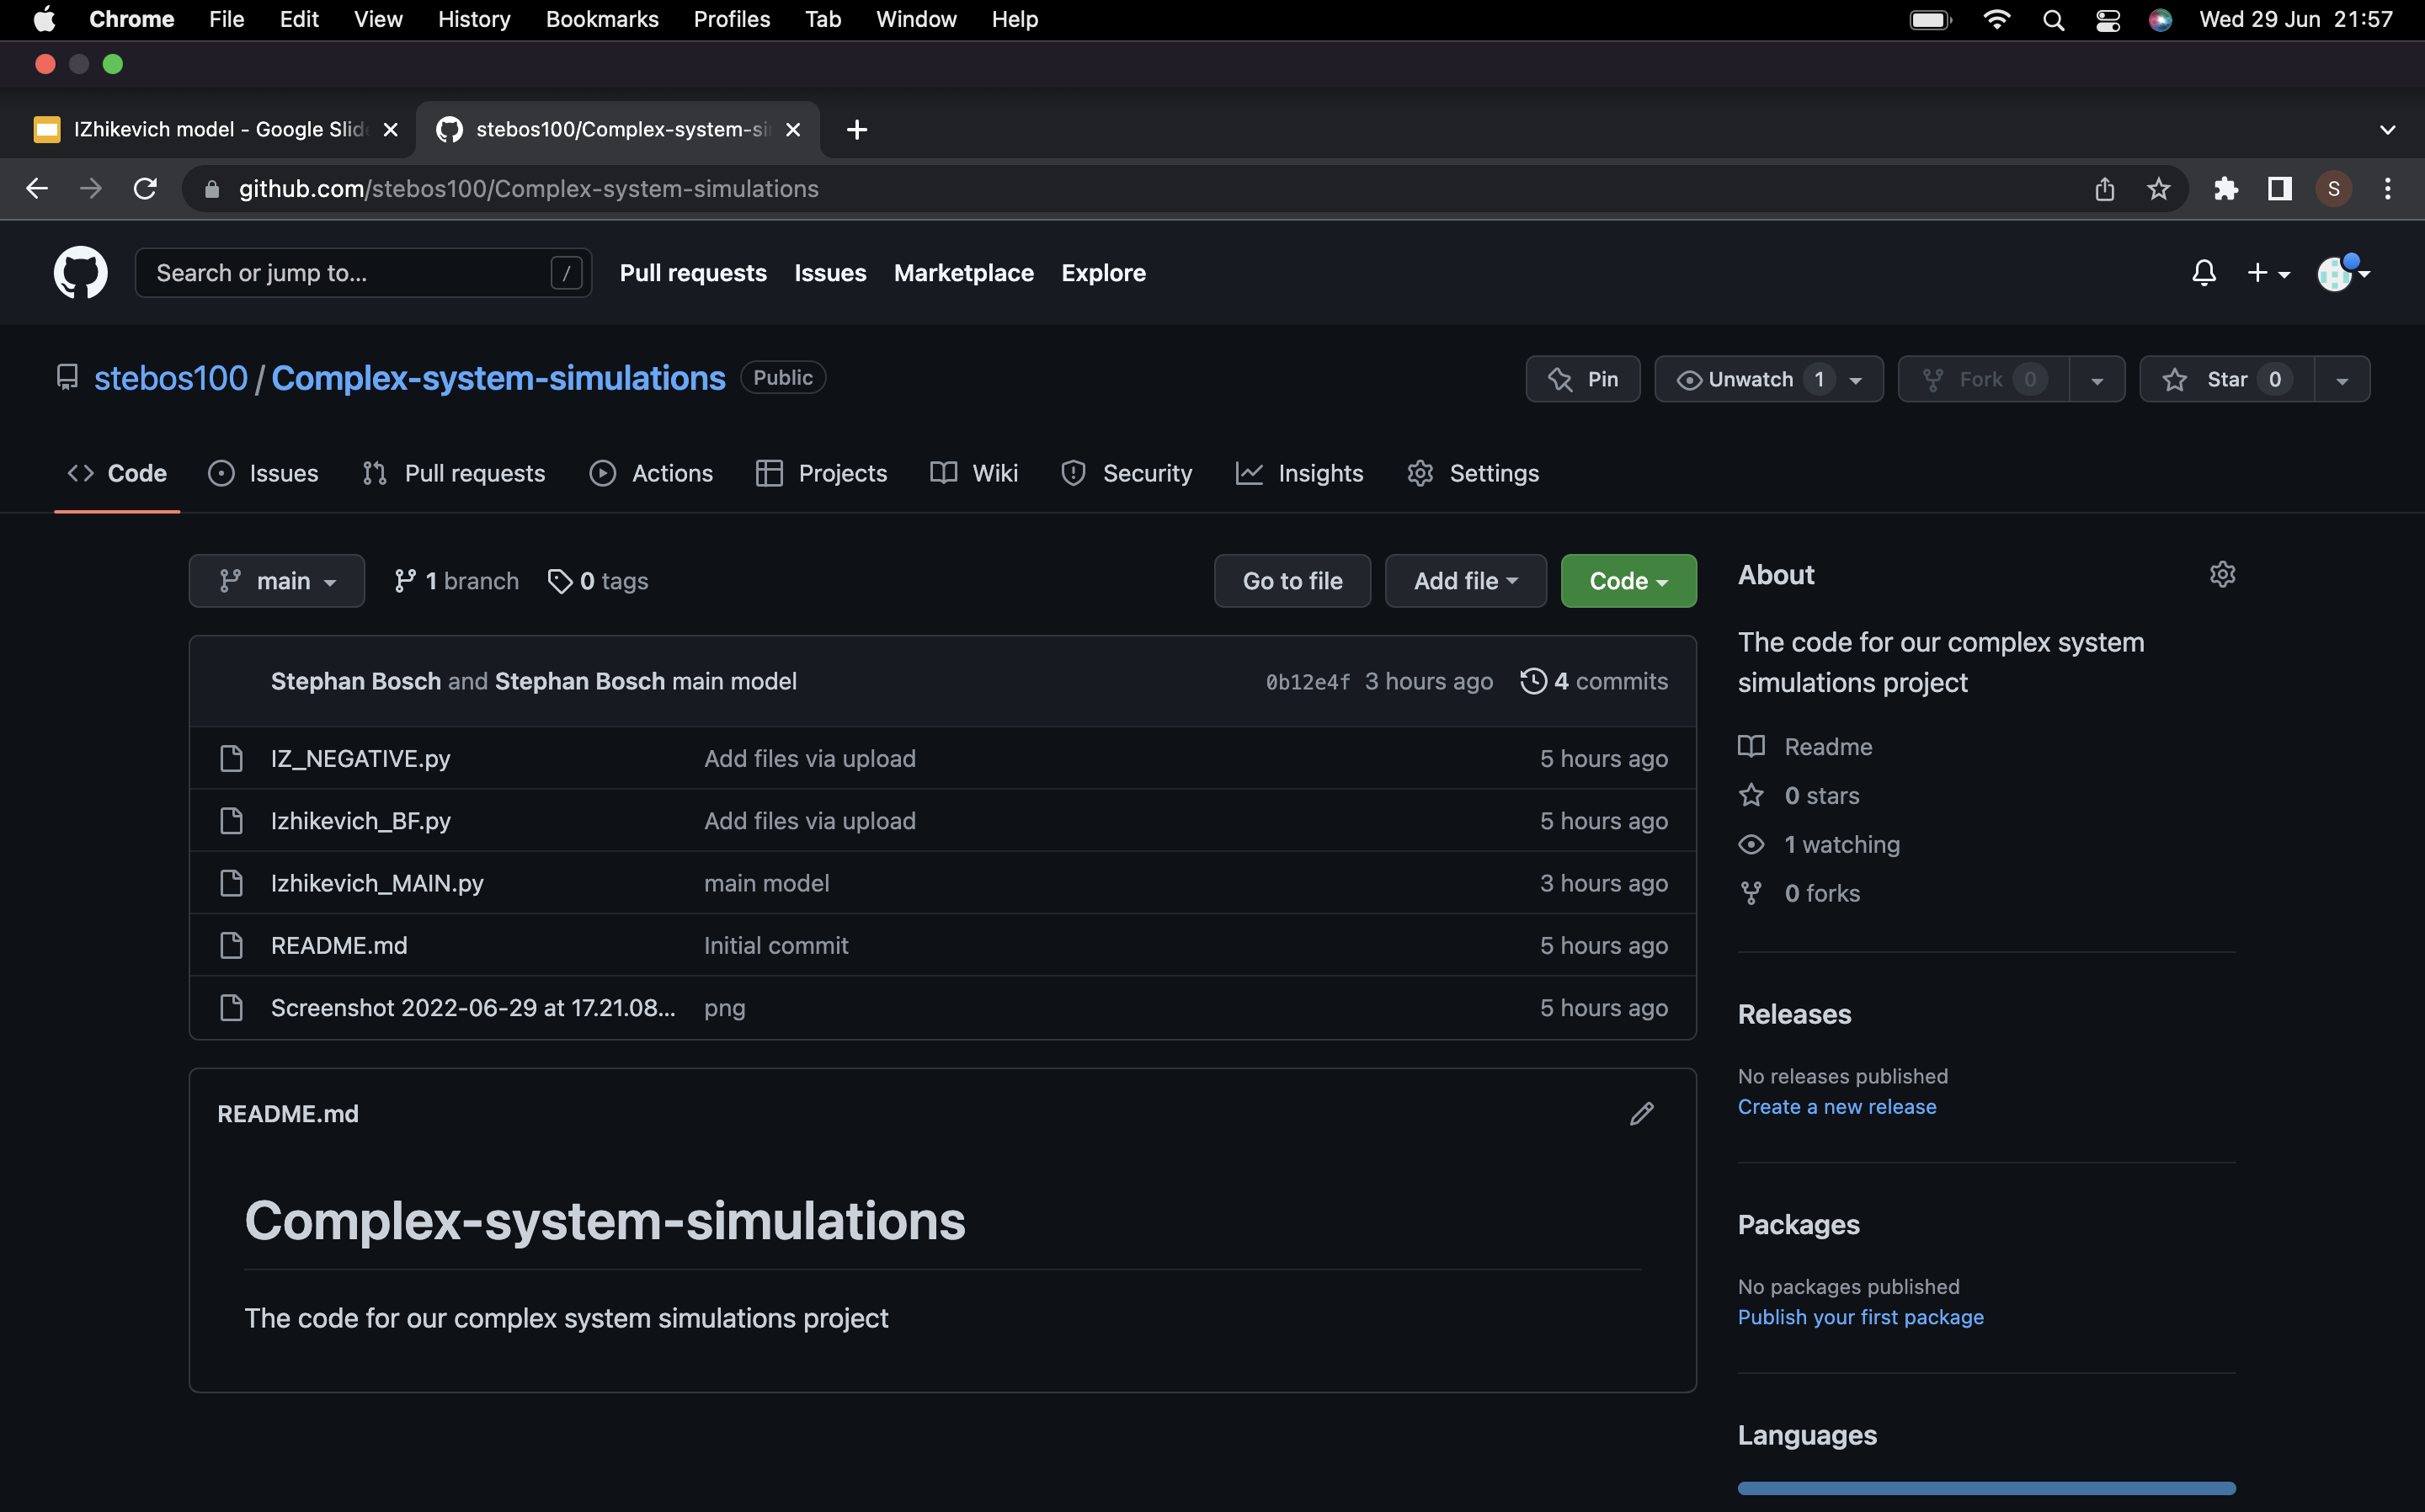 Chrome File Edit View History Bookmarks Profiles Tab Window Help Wed 29 Jun 21:57
IZhikevich model - Google Slid stebos100/Complex-system-si
github.com/stebos100/Complex-system-simulations S
Search or jump to... / Pull requests Issues Marketplace Explore
stebos100 / Complex-system-simulations Public Pin Unwatch 1 Fork 0 Star 0
Code Issues Pull requests Actions Projects Wiki Security Insights Settings
main 1 branch 0 tags Go to file Add file Code
Stephan Bosch and Stephan Bosch main model 0b12e4f 3 hours ago 4 commits
IZ_NEGATIVE.py Add files via upload 5 hours ago
Izhikevich_BF.py Add files via upload 5 hours ago
Izhikevich_MAIN.py main model 3 hours ago
README.md Initial commit 5 hours ago
Screenshot 2022-06-29 at 17.21.08... png 5 hours ago
README.md
Complex-system-simulations
The code for our complex system simulations project
About
The code for our complex system
simulations project
Readme
0 stars
1 watching
0 forks
Releases
No releases published
Create a new release
Packages
No packages published
Publish your first package
Languages